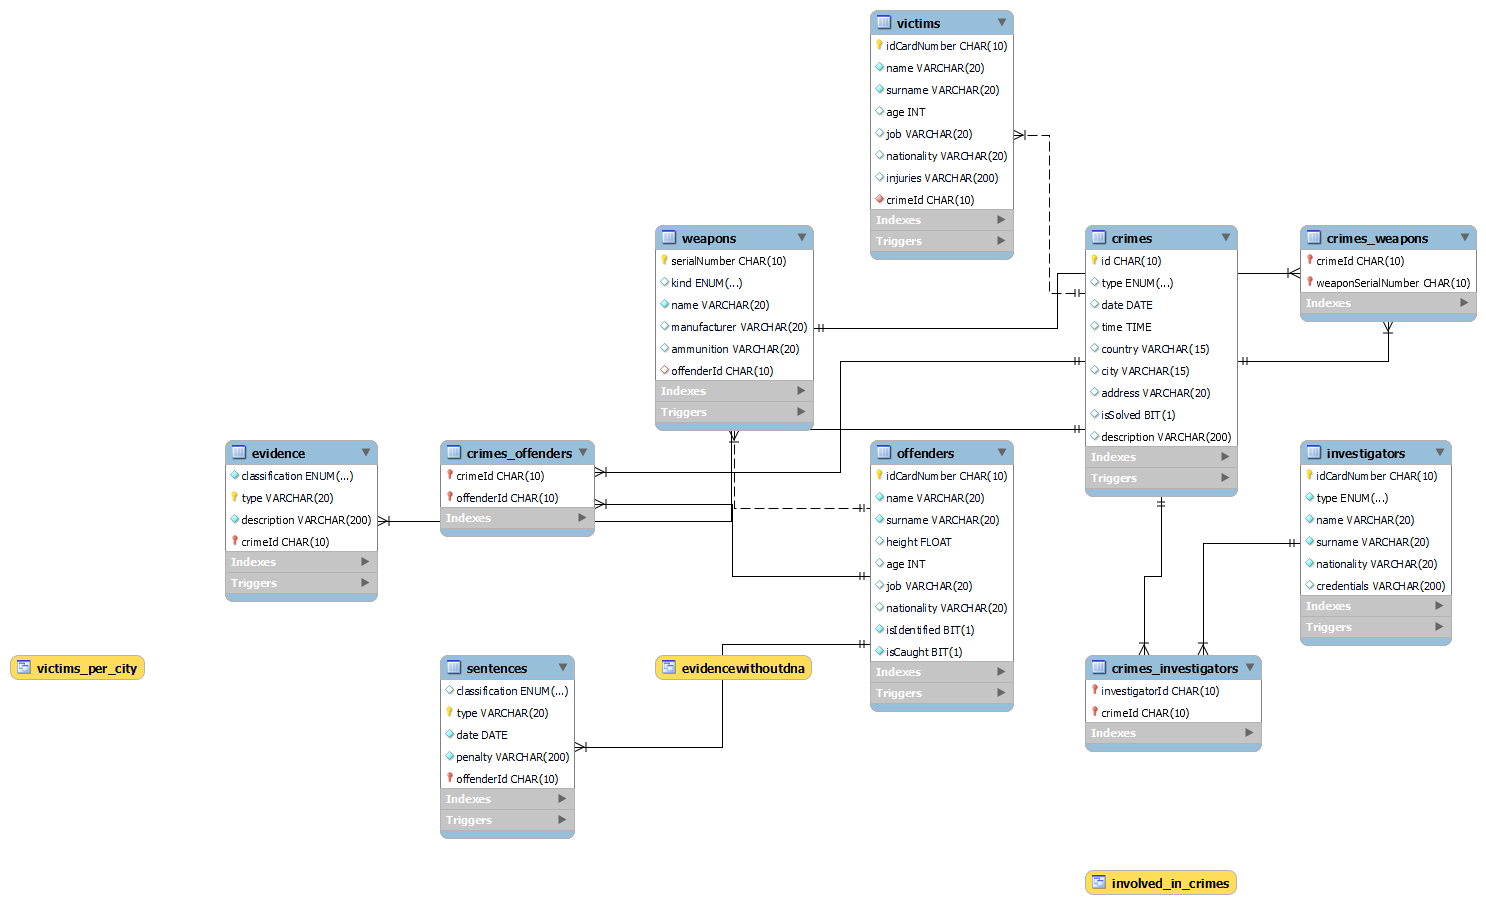 victims
idCardNumber CHAR(10)
name VARCHAR(20)
surname VARCHAR(20)
age INT
job VARCHAR(20)
nationality VARCHAR(20)
injuries VARCHAR(200)
crimeId CHAR(10)
Indexes
Triggers
weapons
serialNumber CHAR(10)
kind ENUM(...)
name VARCHAR(20)
manufacturer VARCHAR(20)
ammunition VARCHAR(20)
offenderId CHAR(10)
Indexes
Triggers
crimes
id CHAR(10)
type ENUM(...)
date DATE
time TIME
country VARCHAR(15)
city VARCHAR(15)
address VARCHAR(20)
isSolved BIT(1)
description VARCHAR(200)
Indexes
Triggers
crimes_weapons
crimeId CHAR(10)
weaponSerialNumber CHAR(10)
Indexes
evidence
classification ENUM(...)
type VARCHAR(20)
description VARCHAR(200)
crimeId CHAR(10)
Indexes
Triggers
crimes_offenders
crimeId CHAR(10)
offenderId CHAR(10)
Indexes
offenders
idCardNumber CHAR(10)
name VARCHAR(20)
surname VARCHAR(20)
height FLOAT
age INT
job VARCHAR(20)
nationality VARCHAR(20)
isIdentified BIT(1)
isCaught BIT(1)
Indexes
Triggers
investigators
idCardNumber CHAR(10)
type ENUM(...)
name VARCHAR(20)
surname VARCHAR(20)
nationality VARCHAR(20)
credentials VARCHAR(200)
Indexes
Triggers
victims_per_city
sentences
classification ENUM(...)
type VARCHAR(20)
date DATE
penalty VARCHAR(200)
offenderId CHAR(10)
Indexes
Triggers
evidencewithoutdna
crimes_investigators
investigatorId CHAR(10)
crimeId CHAR(10)
Indexes
involved_in_crimes